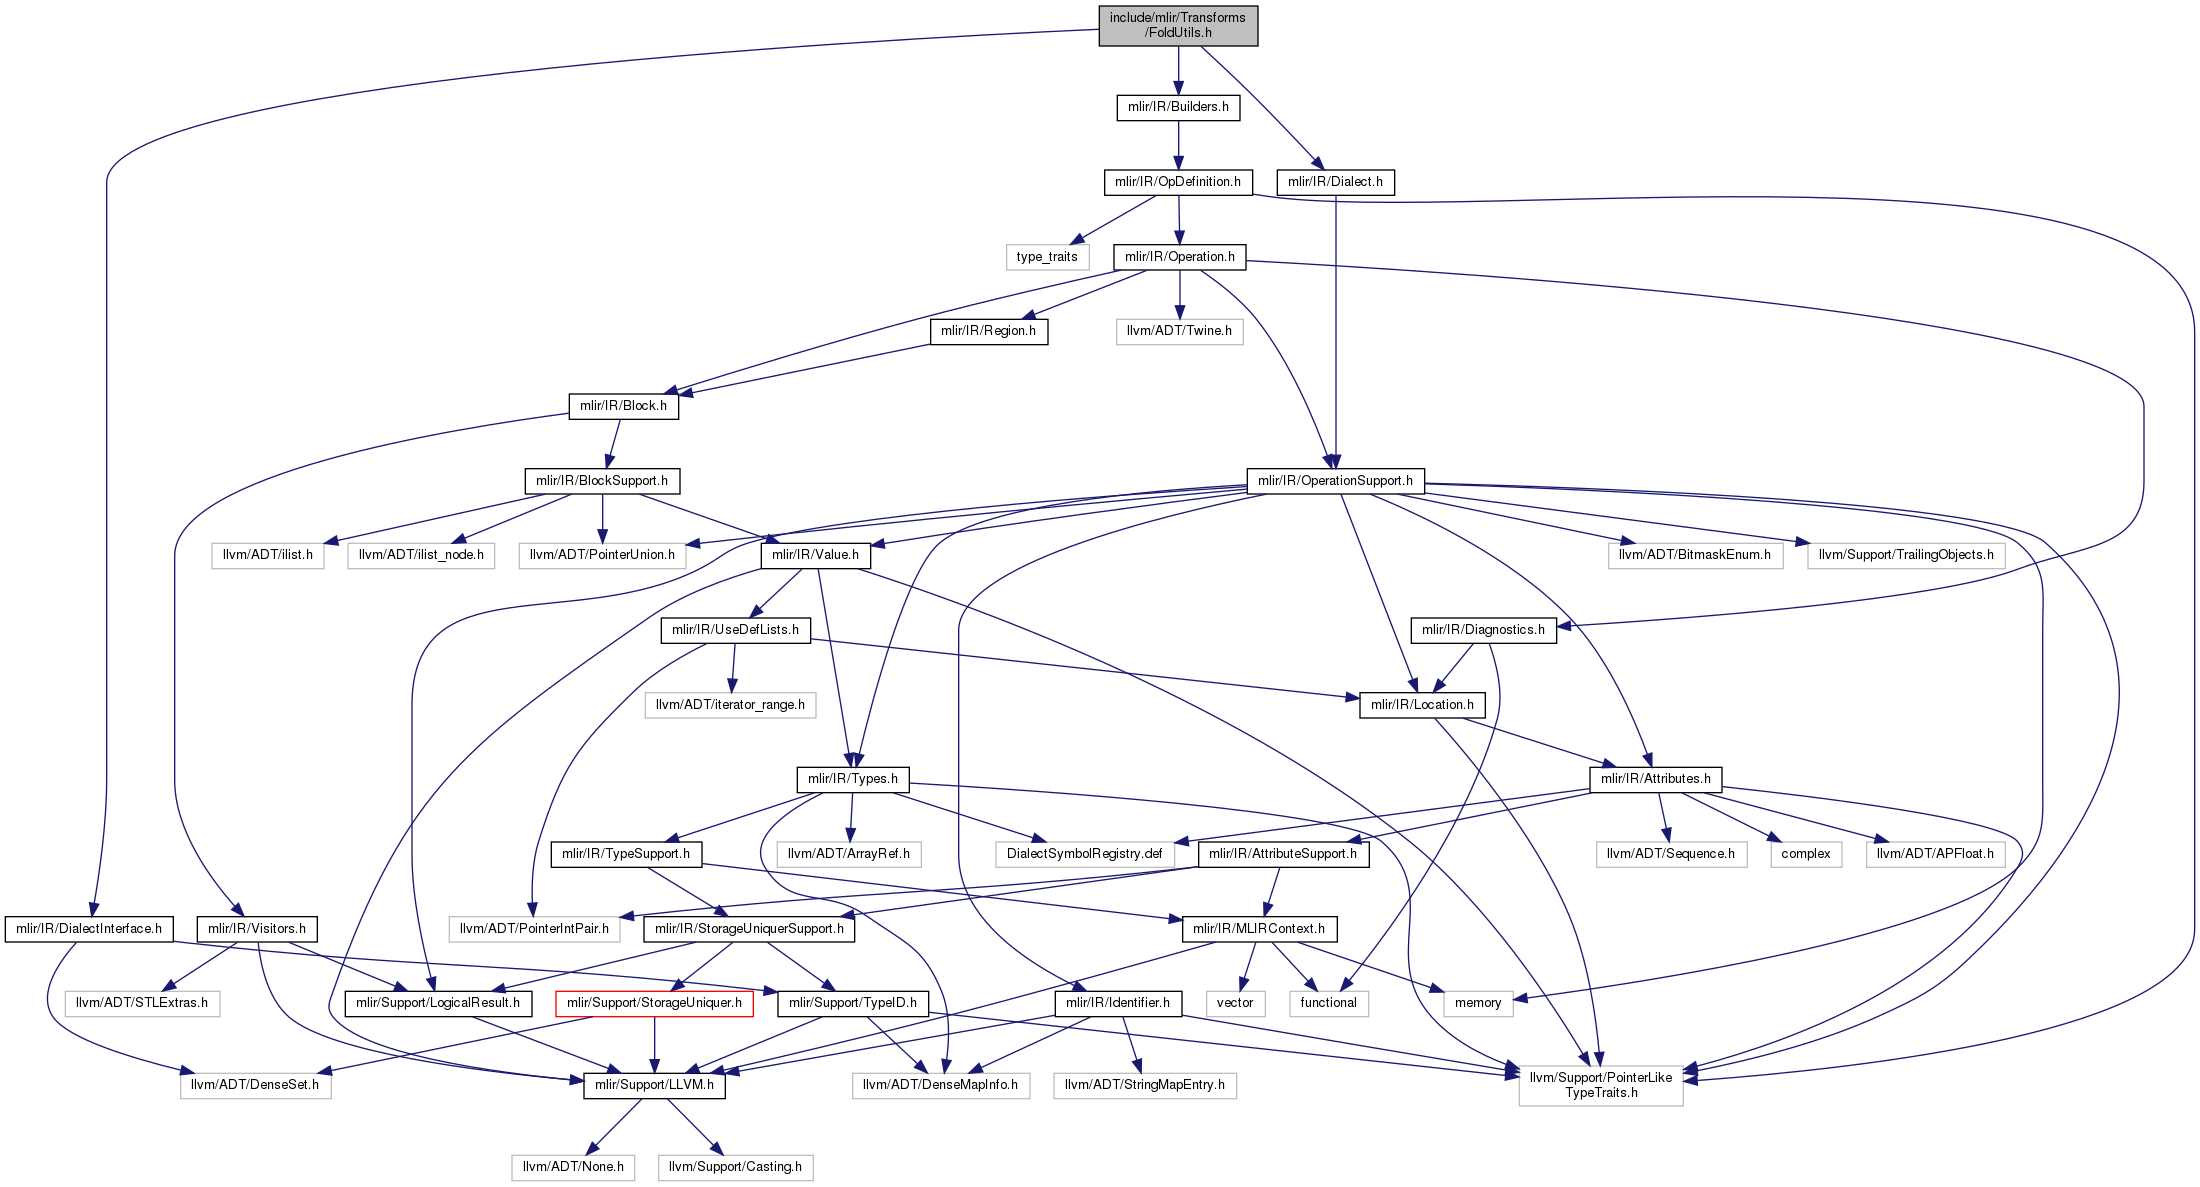 include/mlir/Transforms
/FoldUtils.h
mlir/IR/Builders.h
mlir/IR/OpDefinition.h
mlir/IR/Dialect.h
type_traits
mlir/IR/Operation.h
mlir/IR/Region.h
llvm/ADT/Twine.h
mlir/IR/Block.h
mlir/IR/BlockSupport.h
mlir/IR/OperationSupport.h
llvm/ADT/ilist.h
llvm/ADT/ilist_node.h
llvm/ADT/PointerUnion.h
mlir/IR/Value.h
llvm/ADT/BitmaskEnum.h
llvm/Support/TrailingObjects.h
mlir/IR/UseDefLists.h
mlir/IR/Diagnostics.h
llvm/ADT/iterator_range.h
mlir/IR/Location.h
mlir/IR/Types.h
mlir/IR/Attributes.h
mlir/IR/TypeSupport.h
llvm/ADT/ArrayRef.h
DialectSymbolRegistry.def
mlir/IR/AttributeSupport.h
llvm/ADT/Sequence.h
complex
llvm/ADT/APFloat.h
mlir/IR/DialectInterface.h
mlir/IR/Visitors.h
llvm/ADT/PointerIntPair.h
mlir/IR/StorageUniquerSupport.h
mlir/IR/MLIRContext.h
llvm/ADT/STLExtras.h
mlir/Support/LogicalResult.h
mlir/Support/StorageUniquer.h
mlir/Support/TypeID.h
mlir/IR/Identifier.h
vector
functional
memory
llvm/ADT/DenseSet.h
mlir/Support/LLVM.h
llvm/ADT/DenseMapInfo.h
llvm/ADT/StringMapEntry.h
llvm/Support/PointerLike
TypeTraits.h
llvm/ADT/None.h
llvm/Support/Casting.h